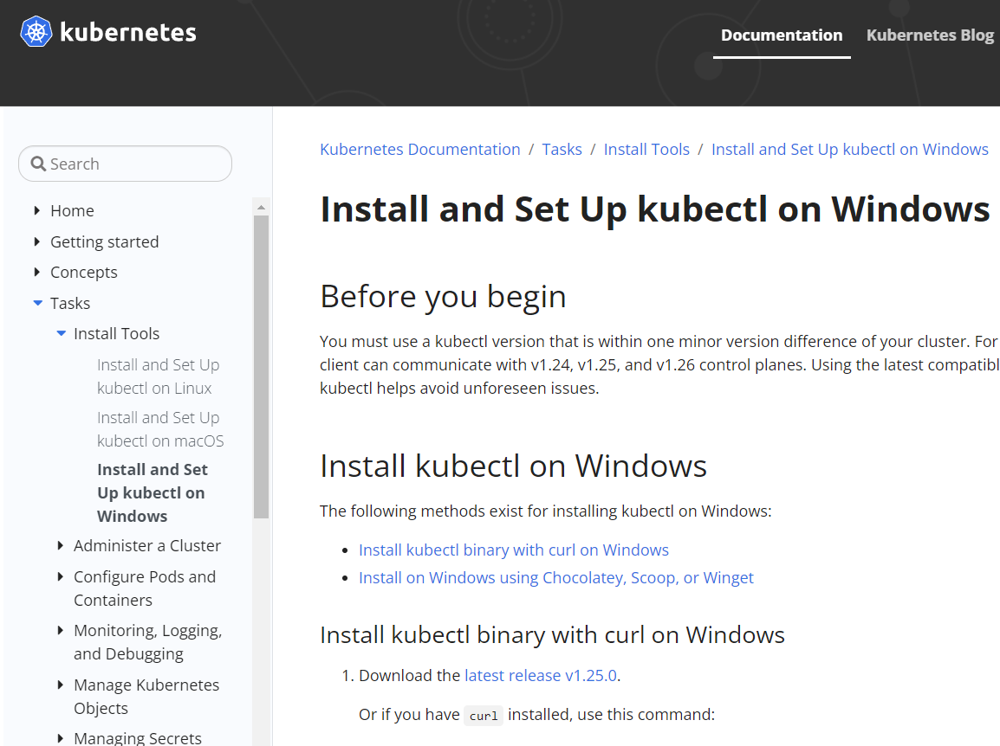 kubernetes
Documentation
Kubernetes Blog
Search
Home
Getting started
Concepts
Tasks
Install Tools
Install and Set Up
kubectl on Linux
Install and Set Up
kubectl on macOS
Install and Set
Up kubectl on
Windows
Administer a Cluster
Configure Pods and
Containers
Monitoring, Logging,
and Debugging
Manage Kubernetes
Objects
Managing Secrets
Kubernetes Documentation / Tasks / Install Tools / Install and Set Up kubectl on Windows
Install and Set Up kubectl on Windows
Before you begin
You must use a kubectl version that is within one minor version difference of your cluster. For
client can communicate with v1.24, v1.25, and v1.26 control planes. Using the latest compatibl
kubectl helps avoid unforeseen issues.
Install kubectl on Windows
The following methods exist for installing kubectl on Windows:
• Install kubectl binary with curl on Windows
• Install on Windows using Chocolatey, Scoop, or Winget
Install kubectl binary with curl on Windows
1. Download the latest release v1.25.0.
Or if you have curl installed, use this command: